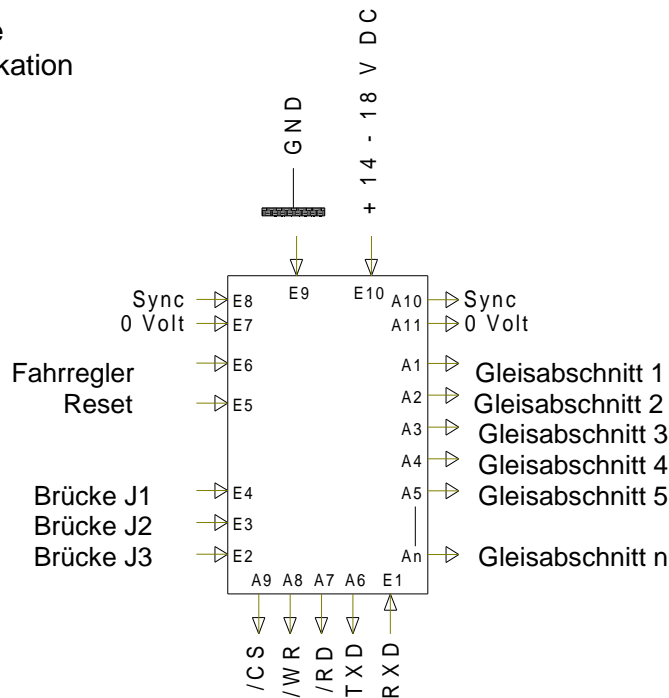 e
kation
GND
+ 14 - 18 V DC
E9
E10
Sync
E8
A10
Sync
0 Volt
E7
A11
0 Volt
Fahrregler
E6
A1
Gleisabschnitt 1
A2
Gleisabschnitt 2
Reset
E5
A3
Gleisabschnitt 3
A4
Gleisabschnitt 4
Brücke J1
E4
A5
Gleisabschnitt 5
Brücke J2
E3
Brücke J3
E2
An
Gleisabschnitt n
A9 A8 A7 A6 E1
/CS
/WR
/RD
TXD
RXD